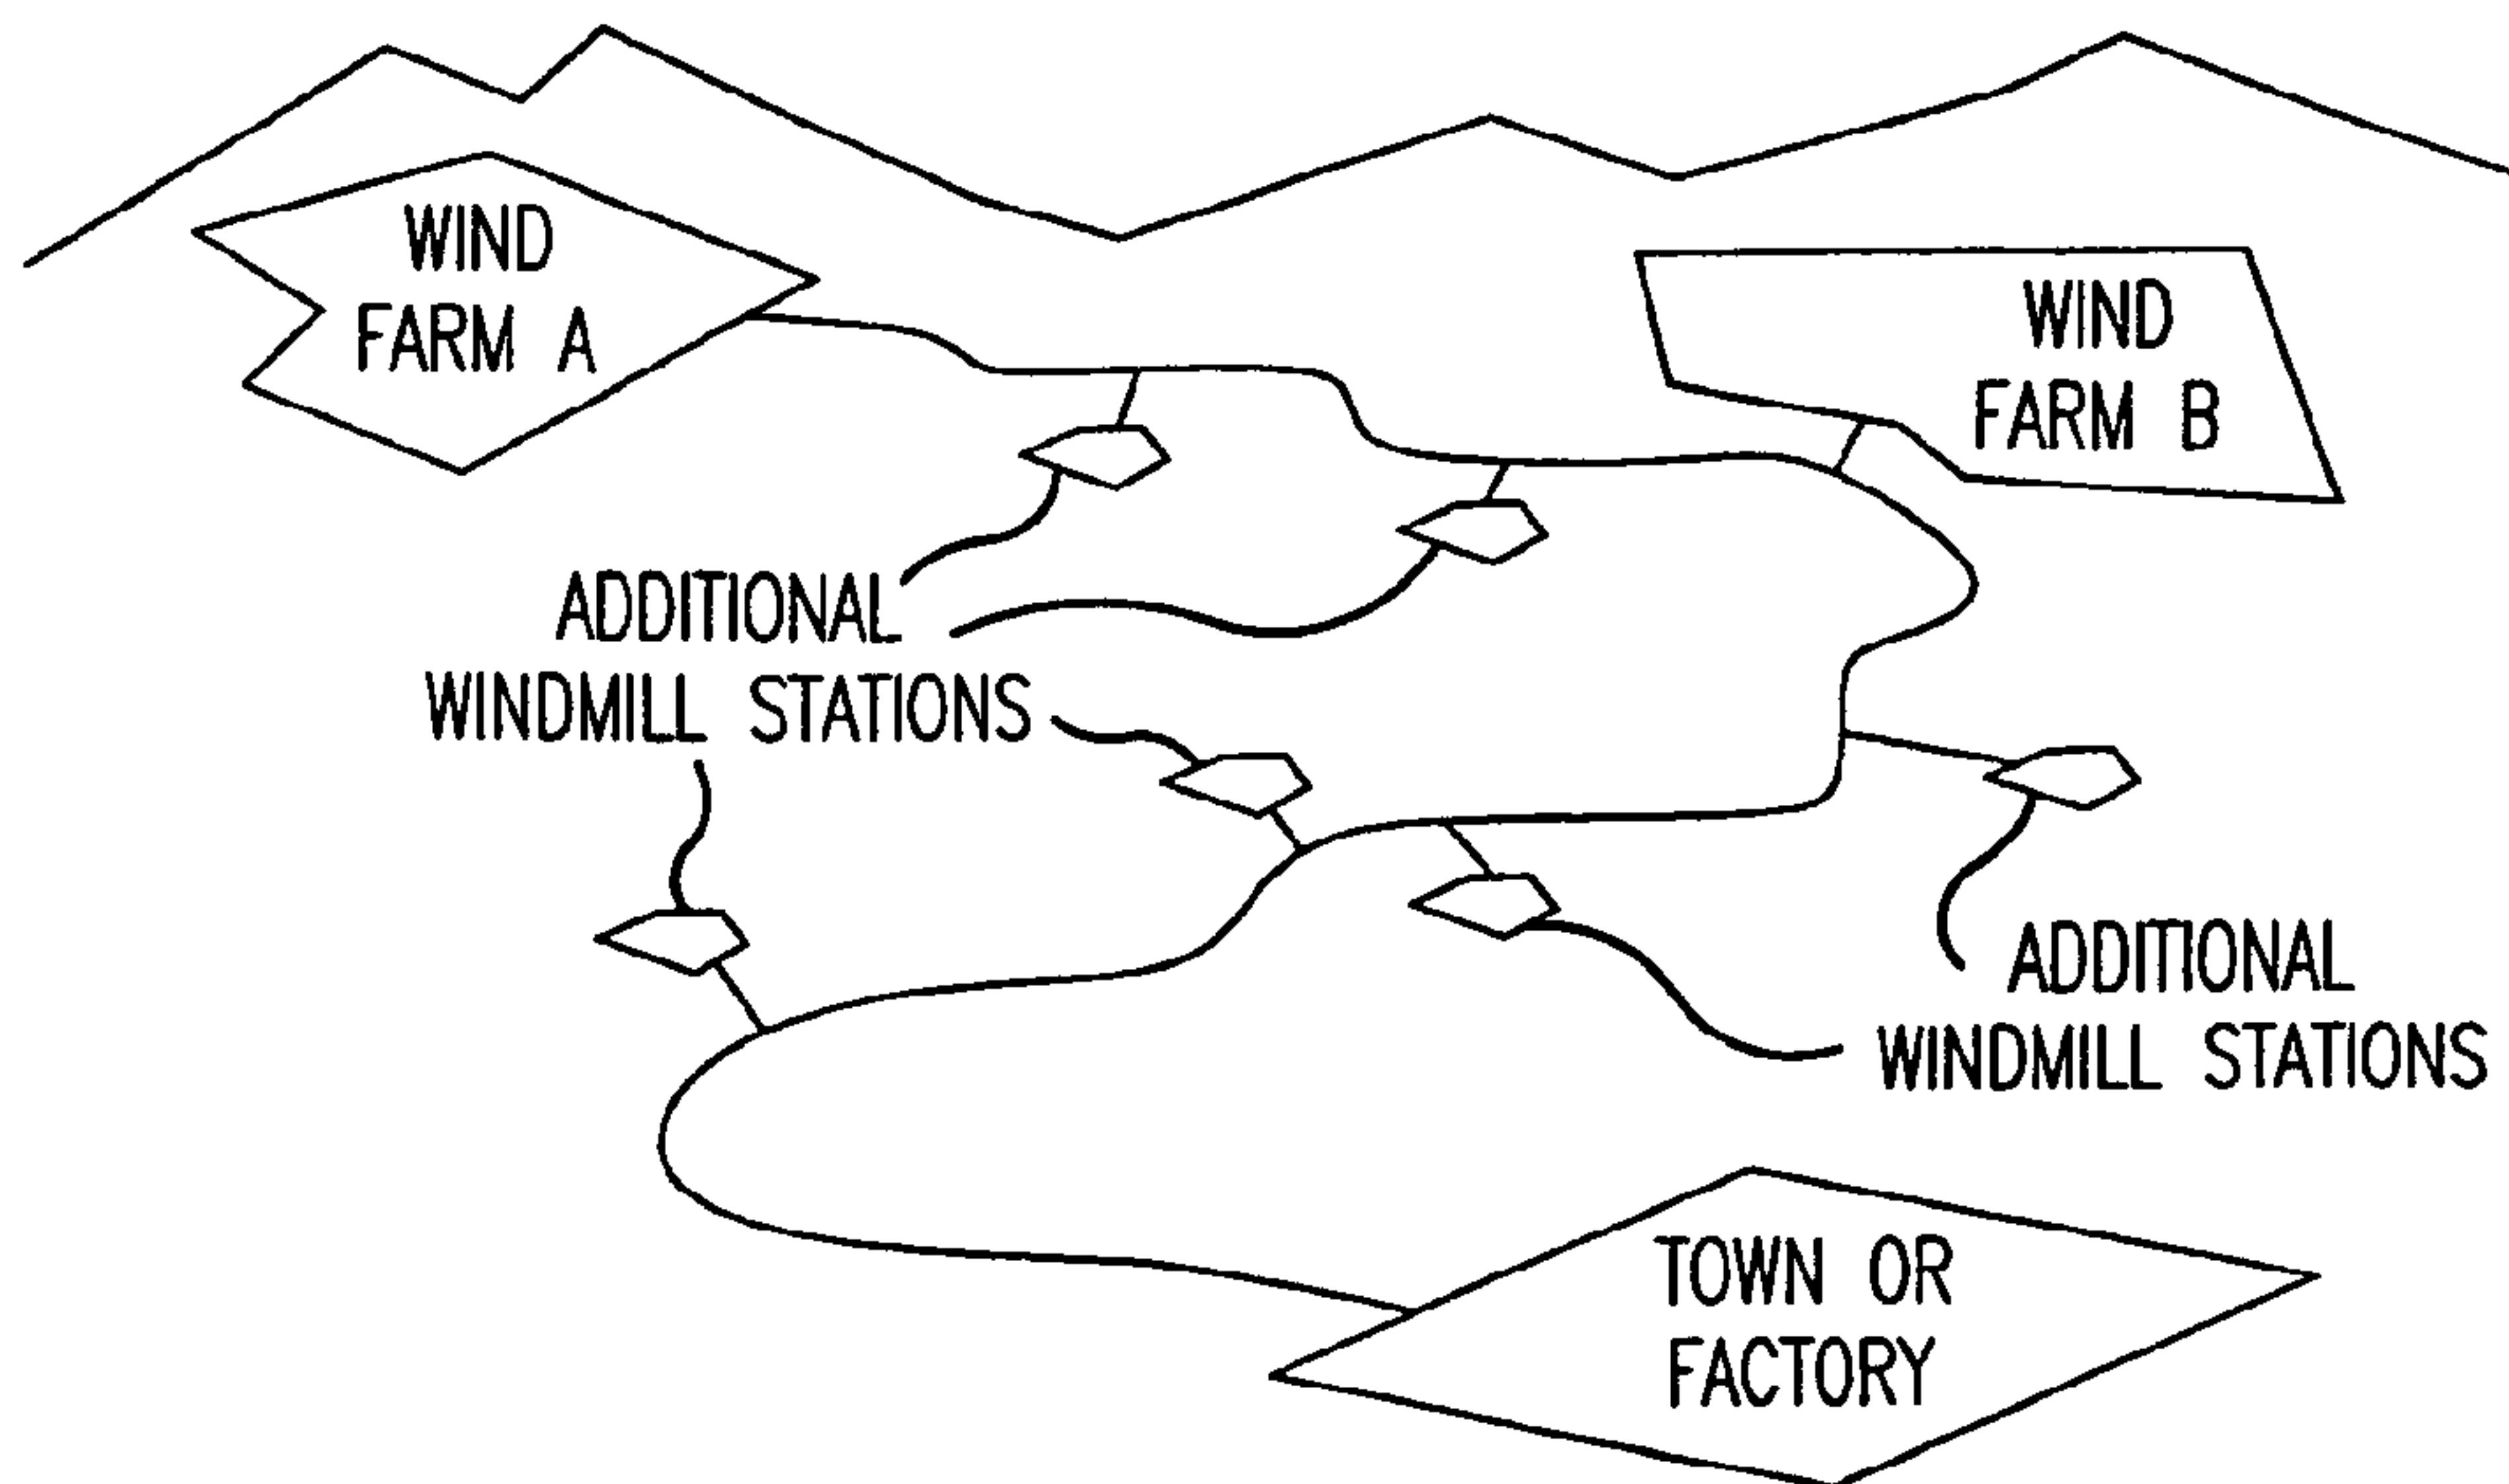 WIND
FARM A
WIND
FARM B
ADDITIONAL
WINDMILL STATIONS
ADDITIONAL
WINDMILL STATIONS
TOWN OR
FACTORY